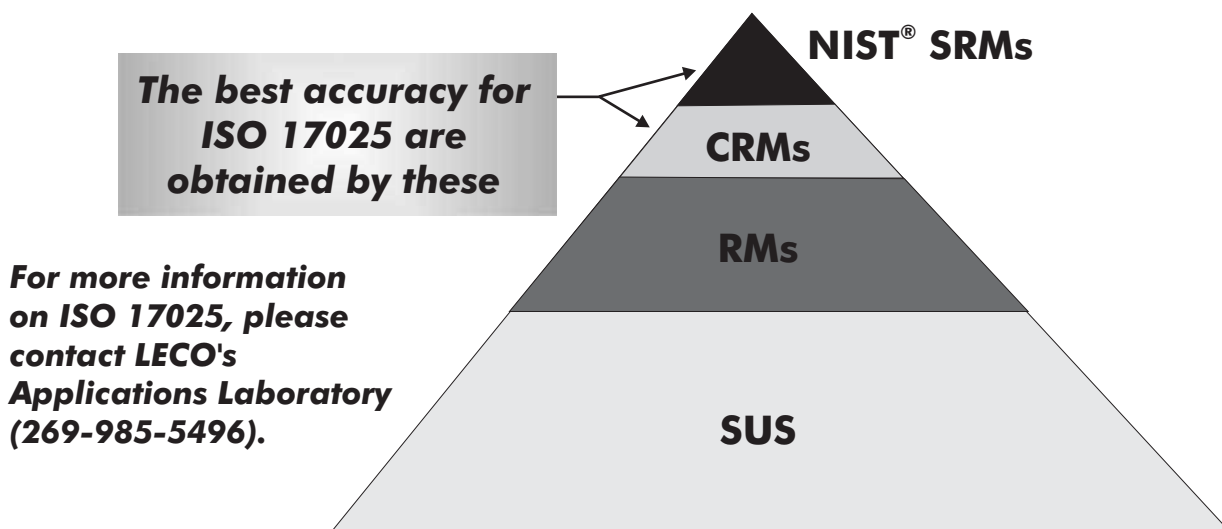 NIST® SRMs
The best accuracy for
ISO 17025 are
obtained by these
CRMs
RMs
For more information
on ISO 17025, please
contact LECO's
Applications Laboratory
(269-985-5496).
SUS